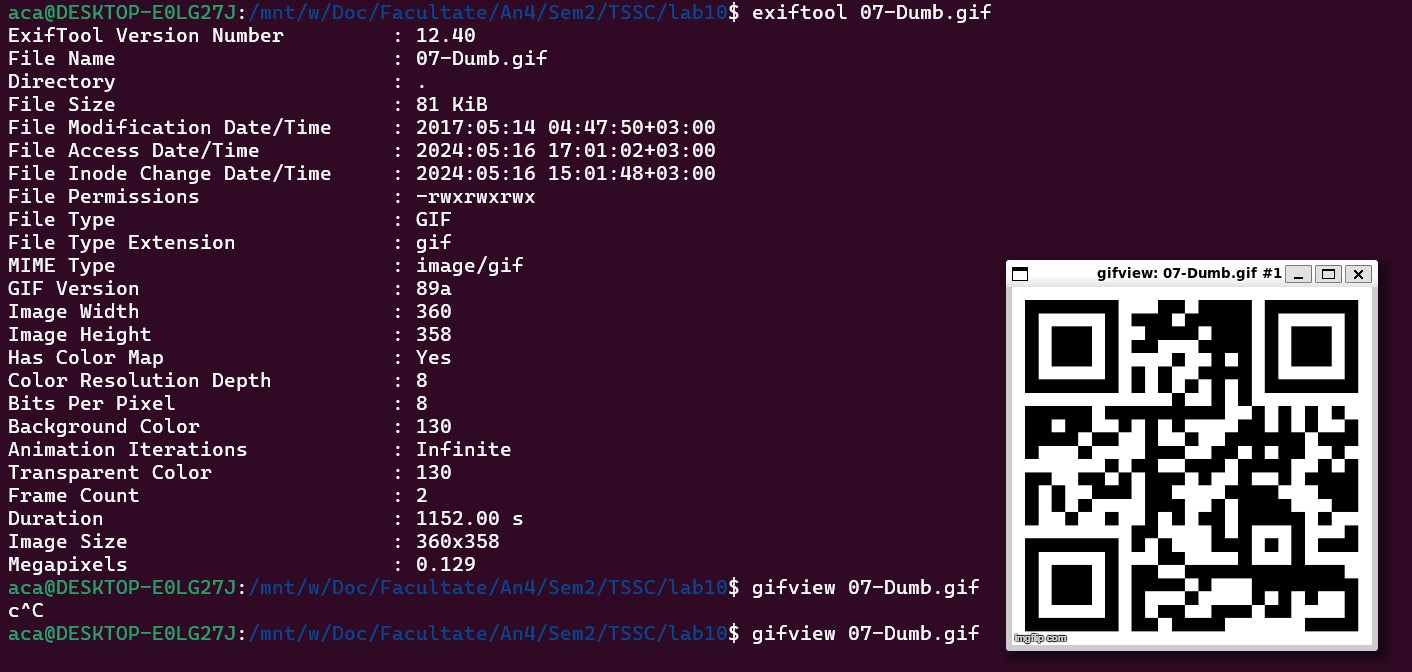 aca@DESKTOP-E0LG27J:/mnt/w/Doc/Facultate/An4/Sem2/TSSC/lab10$ exiftool 07-Dumb.gif
ExifTool Version Number : 12.40
File Name : 07-Dumb.gif
Directory : .
File Size : 81 KiB
File Modification Date/Time : 2017:05:14 04:47:50+03:00
File Access Date/Time : 2024:05:16 17:01:02+03:00
File Inode Change Date/Time : 2024:05:16 15:01:48+03:00
File Permissions : -rwxrwxrwx
File Type : GIF
File Type Extension : gif
MIME Type : image/gif
GIF Version : 89a
Image Width : 360
Image Height : 358
Has Color Map : Yes
Color Resolution Depth : 8
Bits Per Pixel : 8
Background Color : 130
Animation Iterations : Infinite
Transparent Color : 130
Frame Count : 2
Duration : 1152.00 s
Image Size : 360x358
Megapixels : 0.129
aca@DESKTOP-E0LG27J:/mnt/w/Doc/Facultate/An4/Sem2/TSSC/lab10$ gifview 07-Dumb.gif
c^C
aca@DESKTOP-E0LG27J:/mnt/w/Doc/Facultate/An4/Sem2/TSSC/lab10$ gifview 07-Dumb.gif
gifview: 07-Dumb.gif #1
imgflip.com